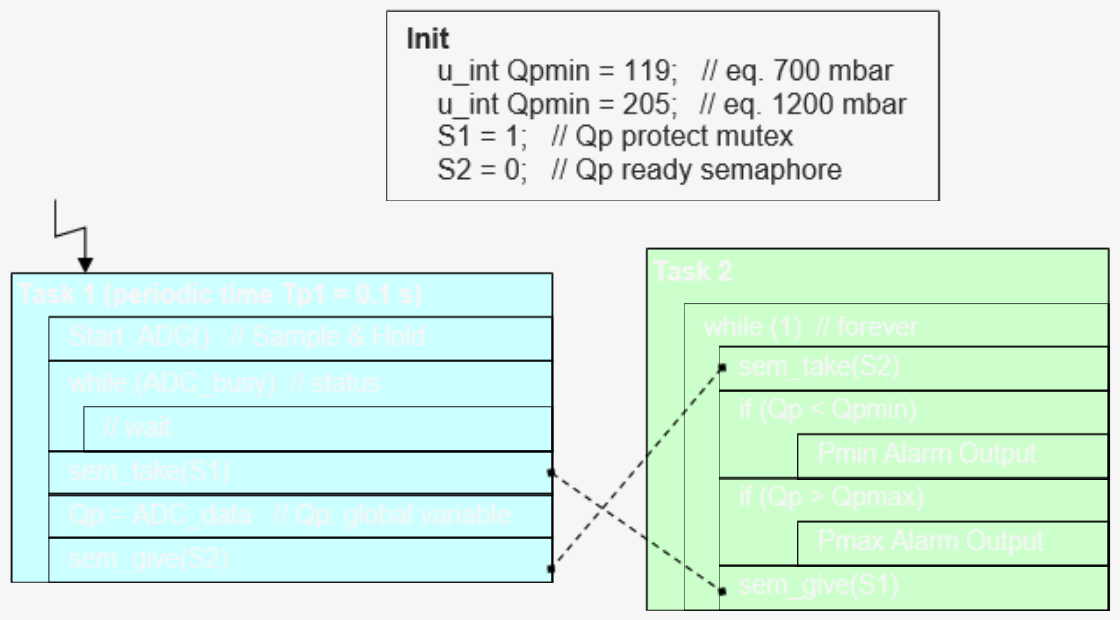 Init
u_int Qpmin = 119;   // eq. 700 mbar
u_int Qpmin = 205;   // eq. 1200 mbar
S1 = 1;   // Qp protect mutex
S2 = 0;   // Qp ready semaphore
Task 1 (periodic time Tp1 = 0.1 s)
Start_ADC()   // Sample & Hold
while (ADC_busy)  // status
// wait
sem_take(S1)
Qp = ADC_data   // Qp: global variable
sem_give(S2)
Task 2
while (1)  // forever
sem_take(S2)
if (Qp < Qpmin)
Pmin Alarm Output
if (Qp > Qpmax)
Pmax Alarm Output
sem_give(S1)